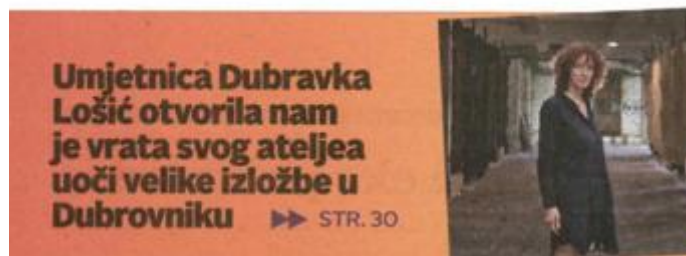 Umjetnica Dubravka
Lošić otvorila nam
je vrata svog ateljea
uoči velike izložbe u
Dubrovniku ▶▶ STR. 30